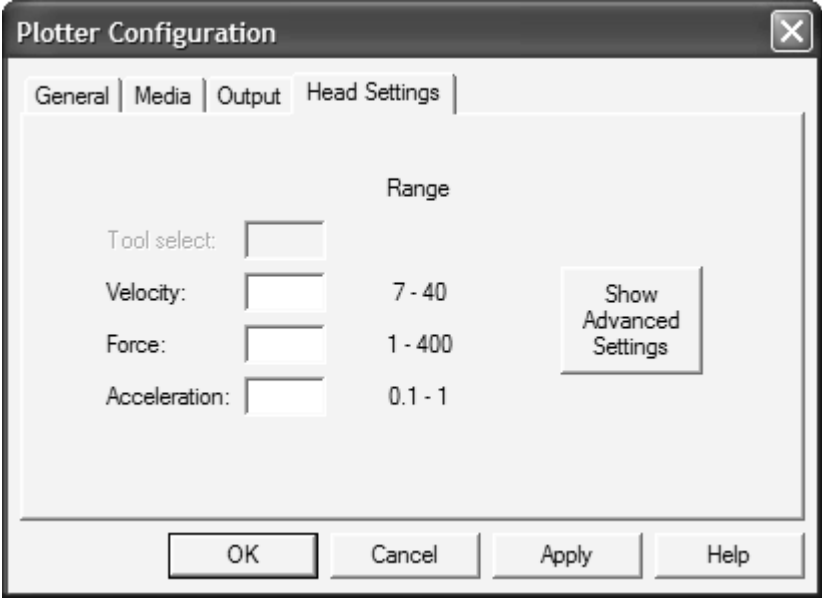 Plotter Configuration
General Media Output Head Settings
Range
Tool select:
Velocity: 7 - 40
Force: 1 - 400
Acceleration: 0.1 - 1
Show
Advanced
Settings
OK Cancel Apply Help